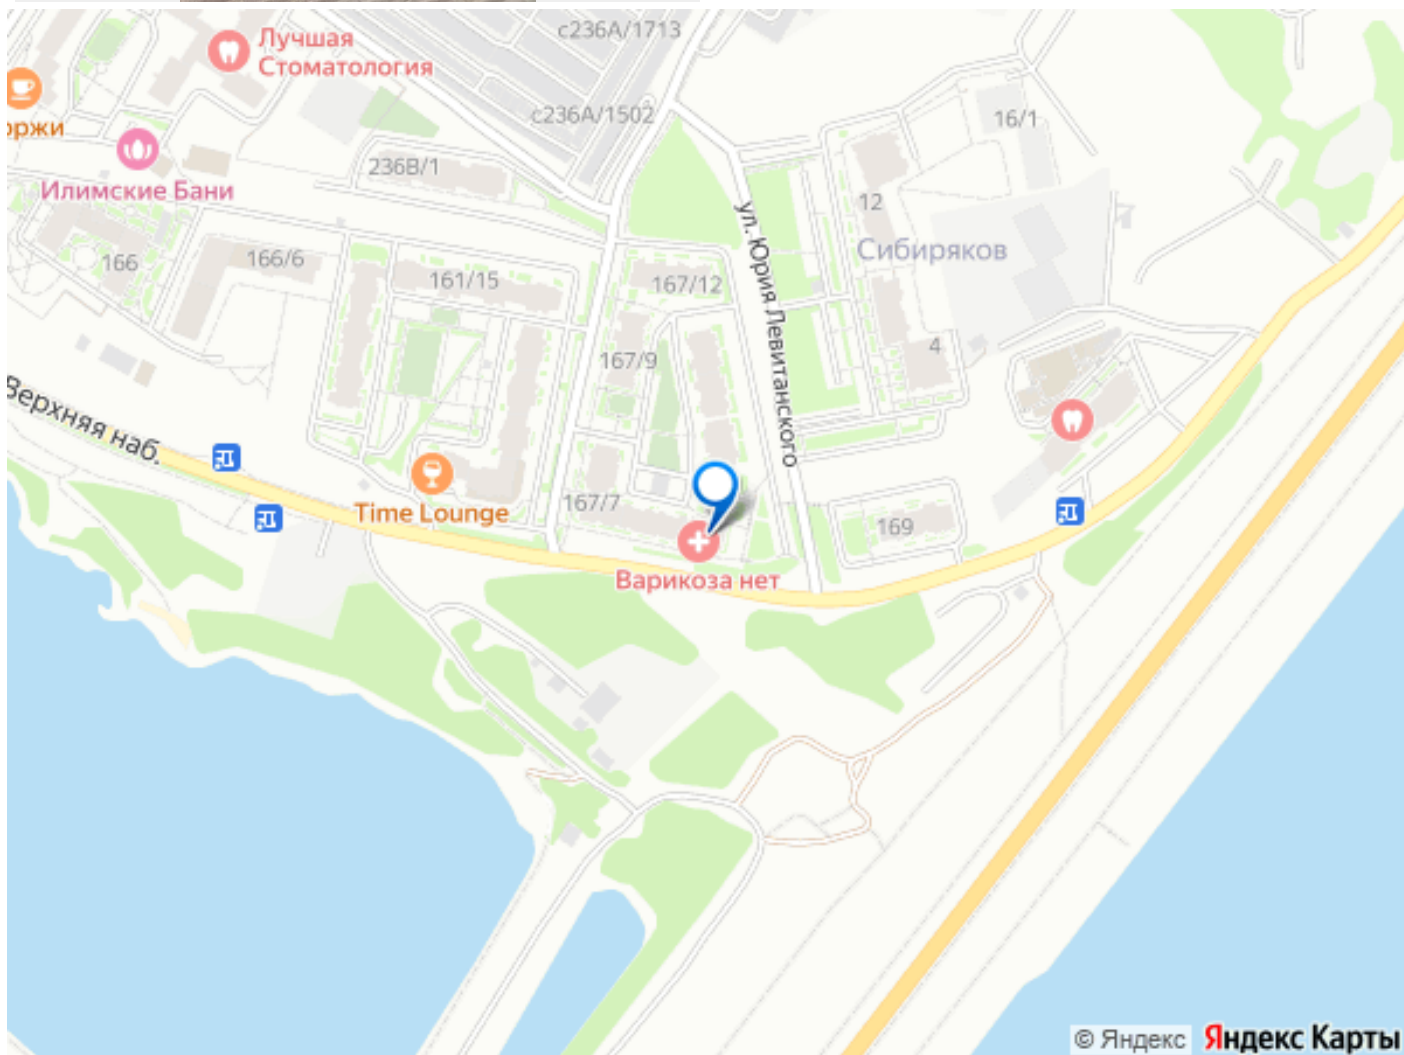 с236А/1713
Лучшая
Стоматология
оржи
с236А/1502
16/1
236В/1
Илимские Бани
12
ул. Юрия Левитанского
Сибиряков
166
166/6
161/15
167/12
167/9
4
Верхняя наб.
Time Lounge
167/7
169
Варикоза нет
© Яндекс
Яндекс Карты